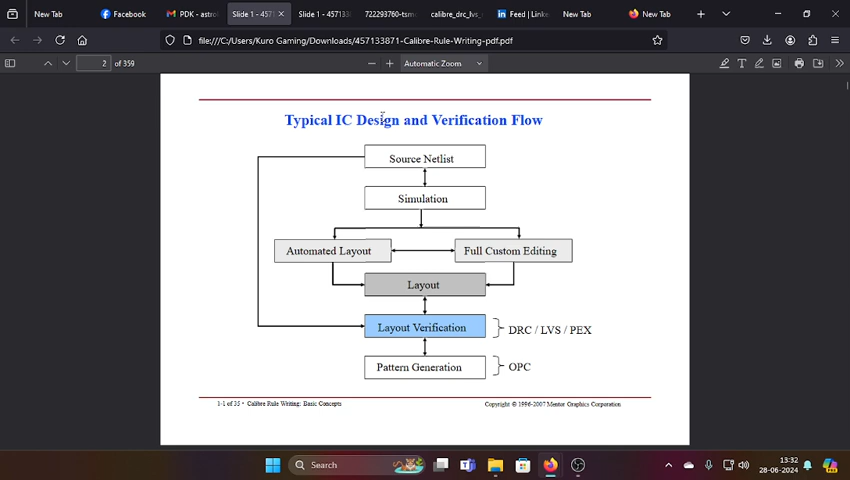 New Tab
Facebook
PDK - astro
Slide 1 - 4571
Slide 1 - 457133
722293760-tsm
calibre_drc_lvs_
Feed | Linke
New Tab
New Tab
file:///C:/Users/Kuro Gaming/Downloads/457133871-Calibre-Rule-Writing-pdf.pdf
2 of 359
Automatic Zoom
Typical IC Design and Verification Flow
Source Netlist
Simulation
Automated Layout
Full Custom Editing
Layout
Layout Verification
DRC / LVS / PEX
Pattern Generation
OPC
1-1 of 35 • Calibre Rule Writing: Basic Concepts
Copyright © 1996-2007 Mentor Graphics Corporation
Search
13:32
28-06-2024